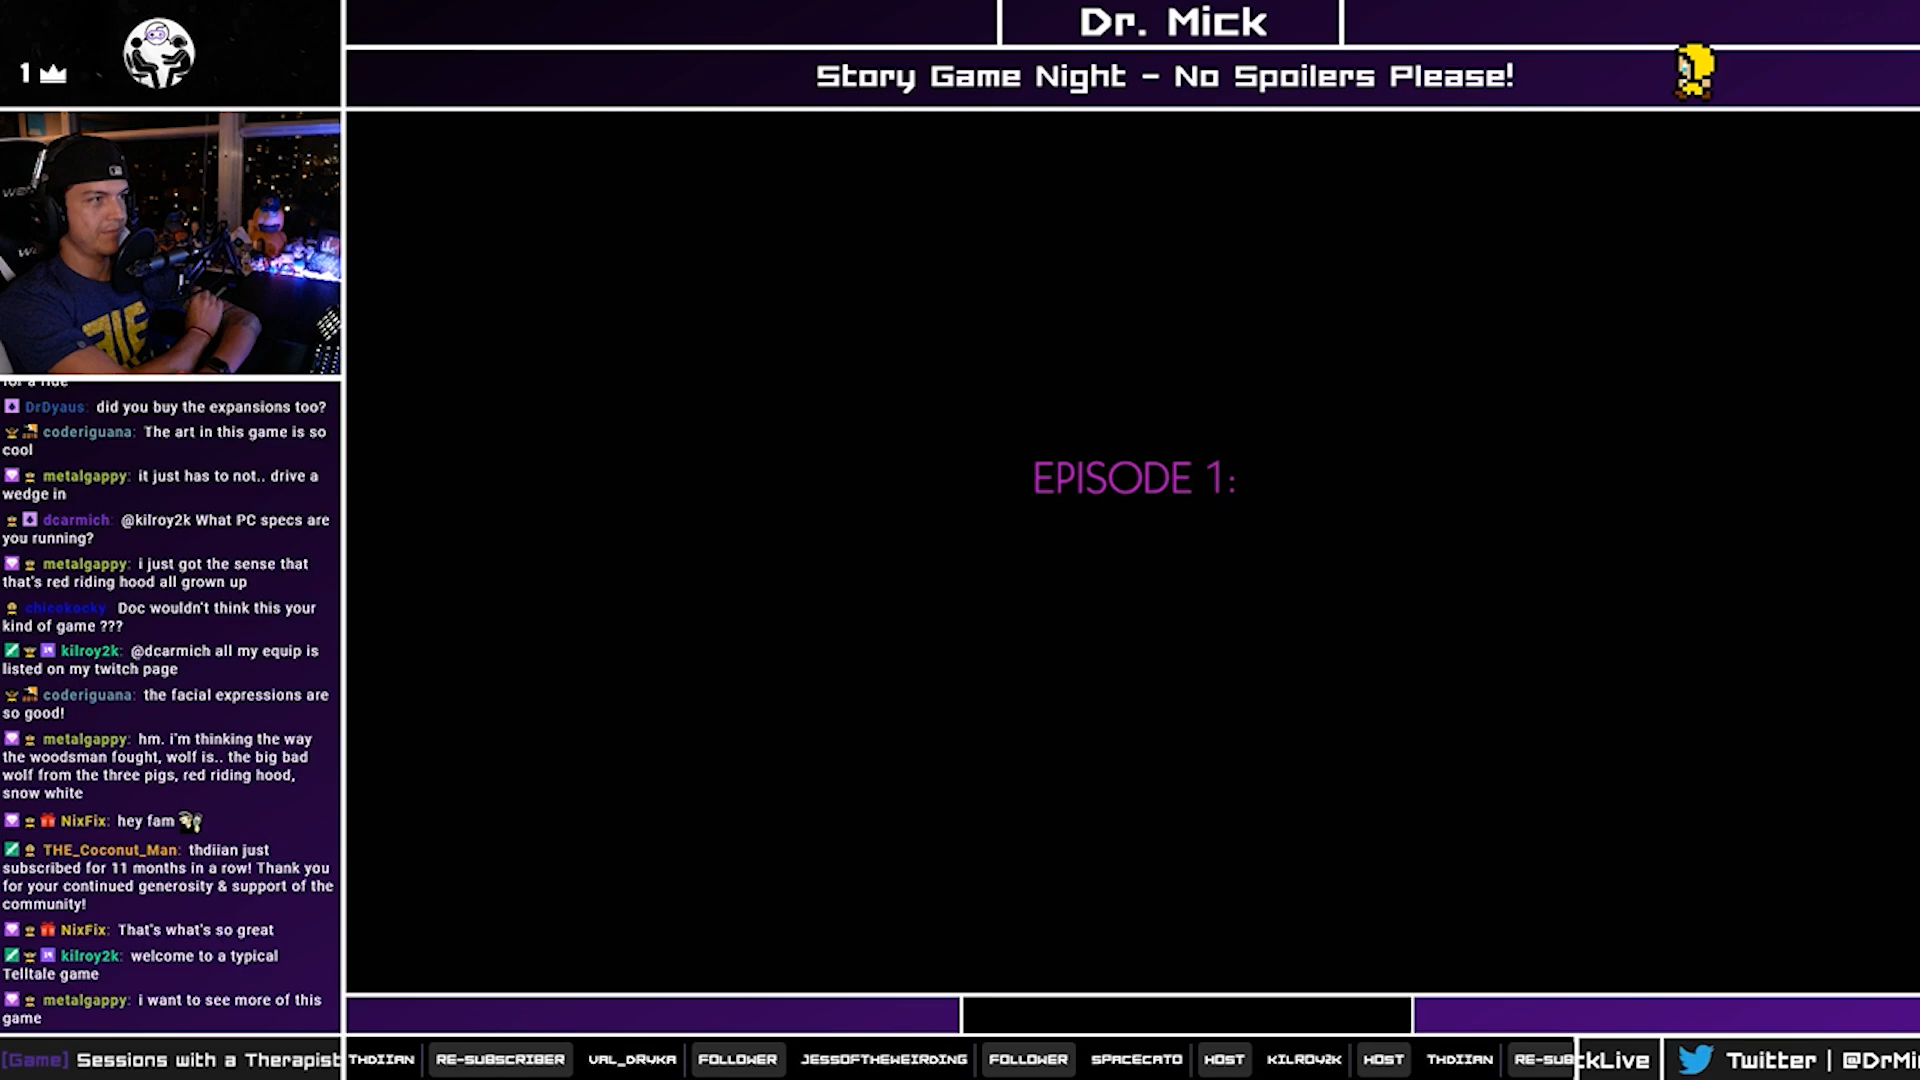 Dr. Mick
Story Game Night - No Spoilers Please!
1
EPISODE 1:
for a ride
DrDyaus: did you buy the expansions too?
coderiguana: The art in this game is so
cool
metalgappy: it just has to not.. drive a
wedge in
dcarmich: @kilroy2k What PC specs are
you running?
metalgappy: i just got the sense that
that's red riding hood all grown up
chicokocky Doc wouldn't think this your
kind of game ???
kilroy2k: @dcarmich all my equip is
listed on my twitch page
coderiguana: the facial expressions are
so good!
metalgappy: hm. i'm thinking the way
the woodsman fought, wolf is.. the big bad
wolf from the three pigs, red riding hood,
snow white
NixFix: hey fam
THE_Coconut_Man: thdiian just
subscribed for 11 months in a row! Thank you
for your continued generosity & support of the
community!
NixFix: That's what's so great
kilroy2k: welcome to a typical
Telltale game
metalgappy: i want to see more of this
game
[Game] Sessions with a Therapist THDIIAN RE-SUBSCRIBER VAL_DRYKA FOLLOWER JESSOFTHEWEIRDING FOLLOWER SPACECATO HOST KILROY2K HOST THDIIAN RE-SUB ckLive Twitter | @DrMi